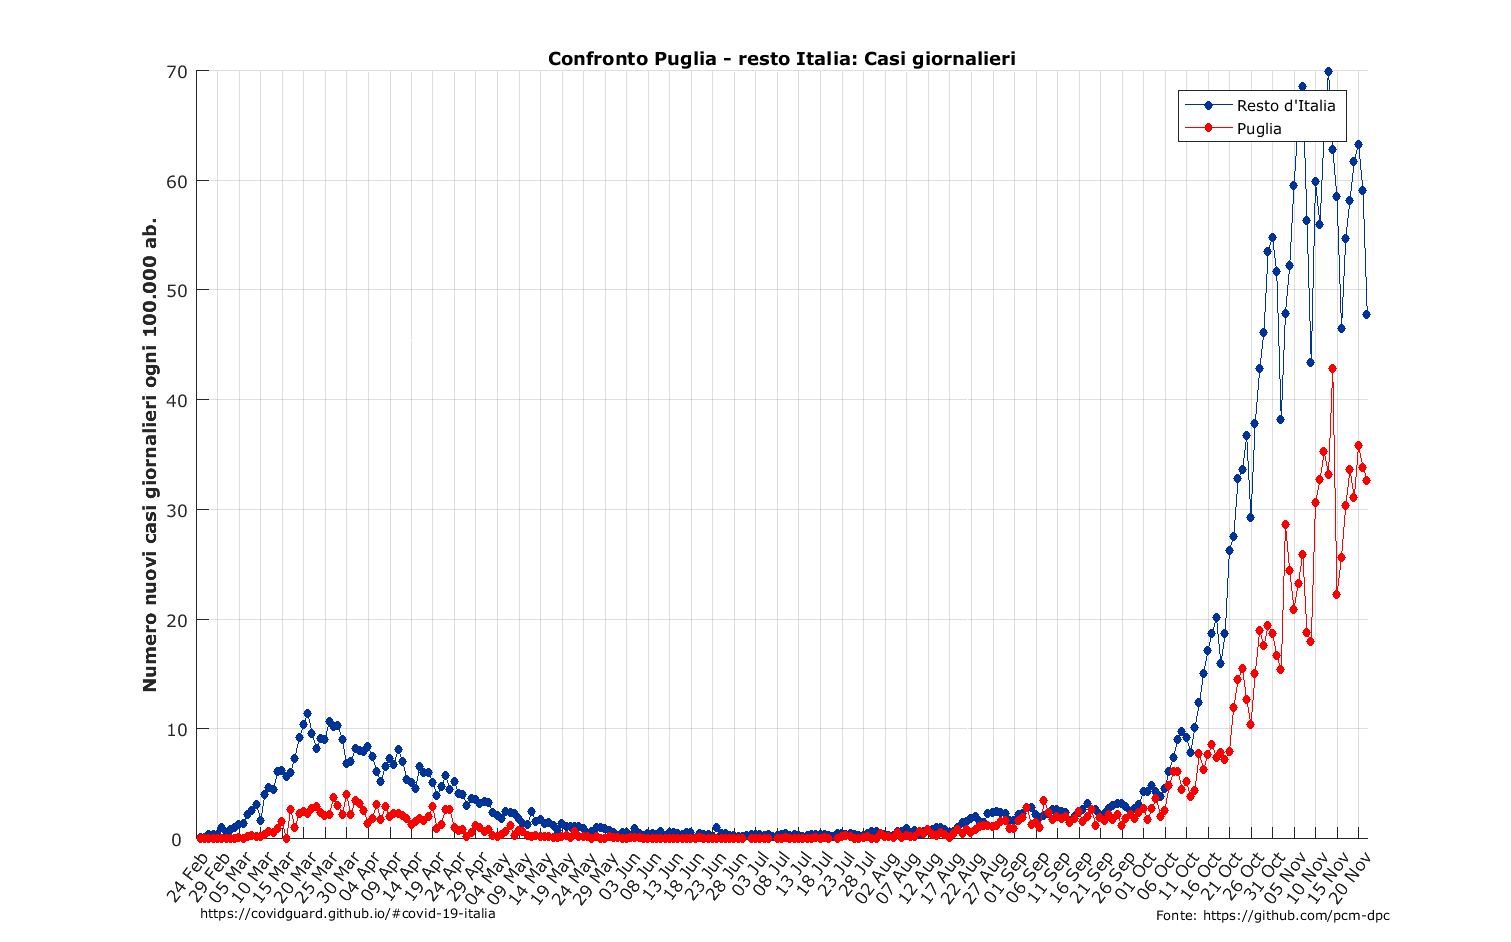 Confronto Puglia - resto Italia: Casi giornalieri
Numero nuovi casi giornalieri ogni 100.000 ab.
70
60
50
40
30
20
10
0
Resto d'Italia
Puglia
24 Feb
29 Feb
05 Mar
10 Mar
15 Mar
20 Mar
25 Mar
30 Mar
04 Apr
09 Apr
14 Apr
19 Apr
24 Apr
29 Apr
04 May
09 May
14 May
19 May
24 May
29 May
03 Jun
08 Jun
13 Jun
18 Jun
23 Jun
28 Jun
03 Jul
08 Jul
13 Jul
18 Jul
23 Jul
28 Jul
02 Aug
07 Aug
12 Aug
17 Aug
22 Aug
27 Aug
01 Sep
06 Sep
11 Sep
16 Sep
21 Sep
26 Sep
01 Oct
06 Oct
11 Oct
16 Oct
21 Oct
26 Oct
31 Oct
05 Nov
10 Nov
15 Nov
20 Nov
https://covidguard.github.io/#covid-19-italia
Fonte: https://github.com/pcm-dpc